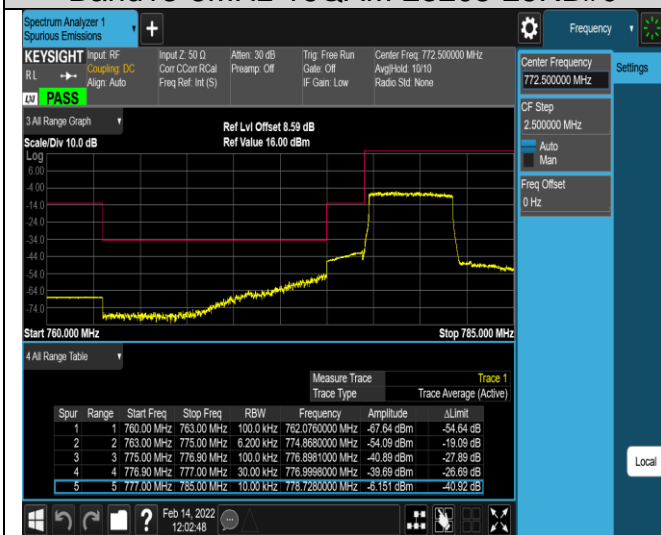 Spectrum Analyzer 1
Spurious Emissions
Frequency
KEYSIGHT
Input: RF
Input Z: 50 Ω
Atten: 30 dB
Trig: Free Run
Center Freq: 772.500000 MHz
RL
Coupling: DC
Corr CCorr RCal
Preamp: Off
Gate: Off
Avg|Hold: 10/10
Align: Auto
Freq Ref: Int (S)
IF Gain: Low
Radio Std: None
PASS
Center Frequency
772.500000 MHz
Settings
CF Step
2.500000 MHz
Auto
Man
Freq Offset
0 Hz
3 All Range Graph
Ref Lvl Offset 8.59 dB
Scale/Div 10.0 dB
Ref Value 16.00 dBm
Log
6.00
-4.00
-14.0
-24.0
-34.0
-44.0
-54.0
-64.0
-74.0
Start 760.000 MHz
Stop 785.000 MHz
4 All Range Table
Measure Trace Trace 1
Trace Type Trace Average (Active)
Spur Range Start Freq Stop Freq RBW Frequency Amplitude ΔLimit
1 1 760.00 MHz 763.00 MHz 100.0 kHz 762.0760000 MHz -67.64 dBm -54.64 dB
2 2 763.00 MHz 775.00 MHz 6.200 kHz 774.8680000 MHz -54.09 dBm -19.09 dB
3 3 775.00 MHz 776.90 MHz 100.0 kHz 776.8981000 MHz -40.89 dBm -27.89 dB
4 4 776.90 MHz 777.00 MHz 30.00 kHz 776.9998000 MHz -39.69 dBm -26.69 dB
5 5 777.00 MHz 785.00 MHz 10.00 kHz 778.7280000 MHz -6.151 dBm -40.92 dB
Local
Feb 14, 2022
12:02:48